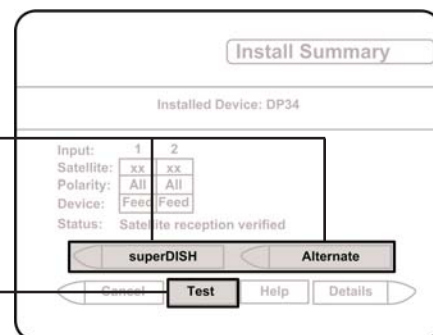 Install Summary
Installed Device: DP34
Input: 1 2
Satellite: xx xx
Polarity: All All
Device: Feed Feed
Status: Satellite reception verified
superDISH Alternate
Cancel Test Help Details